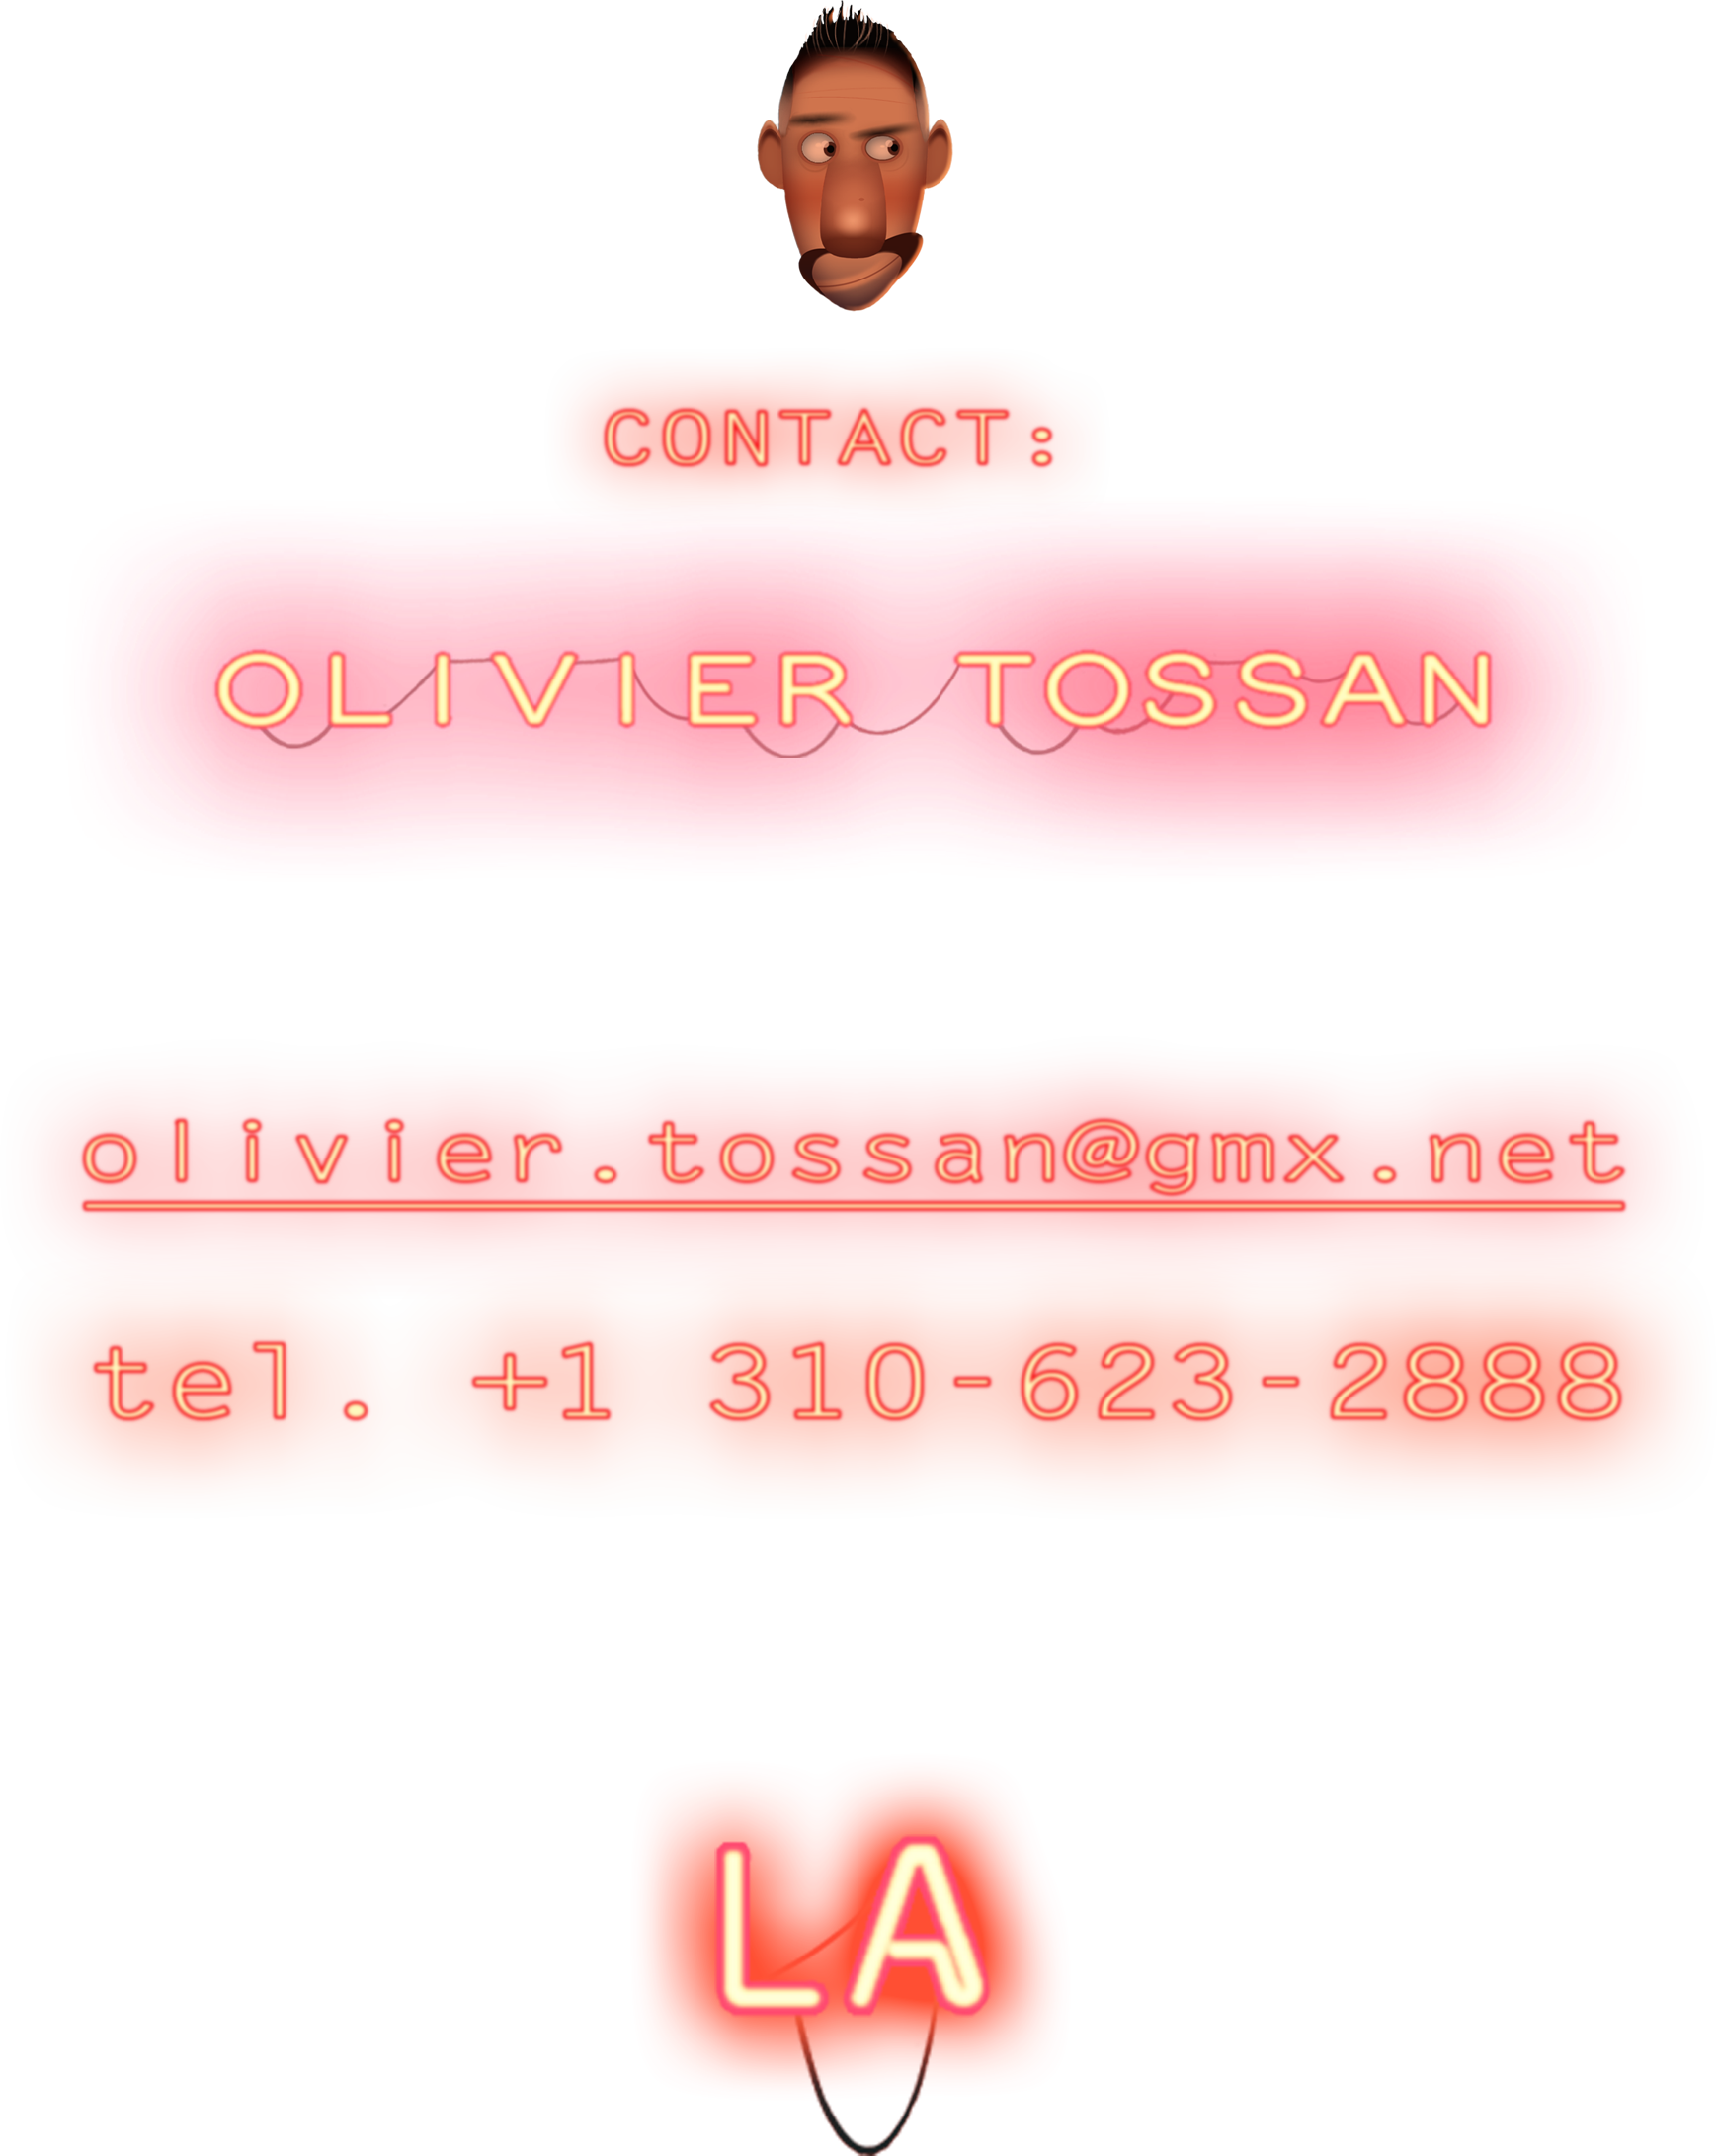 CONTACT:
OLIVIER TOSSAN
olivier.tossan@gmx.net
tel. +1 310-623-2888
LA